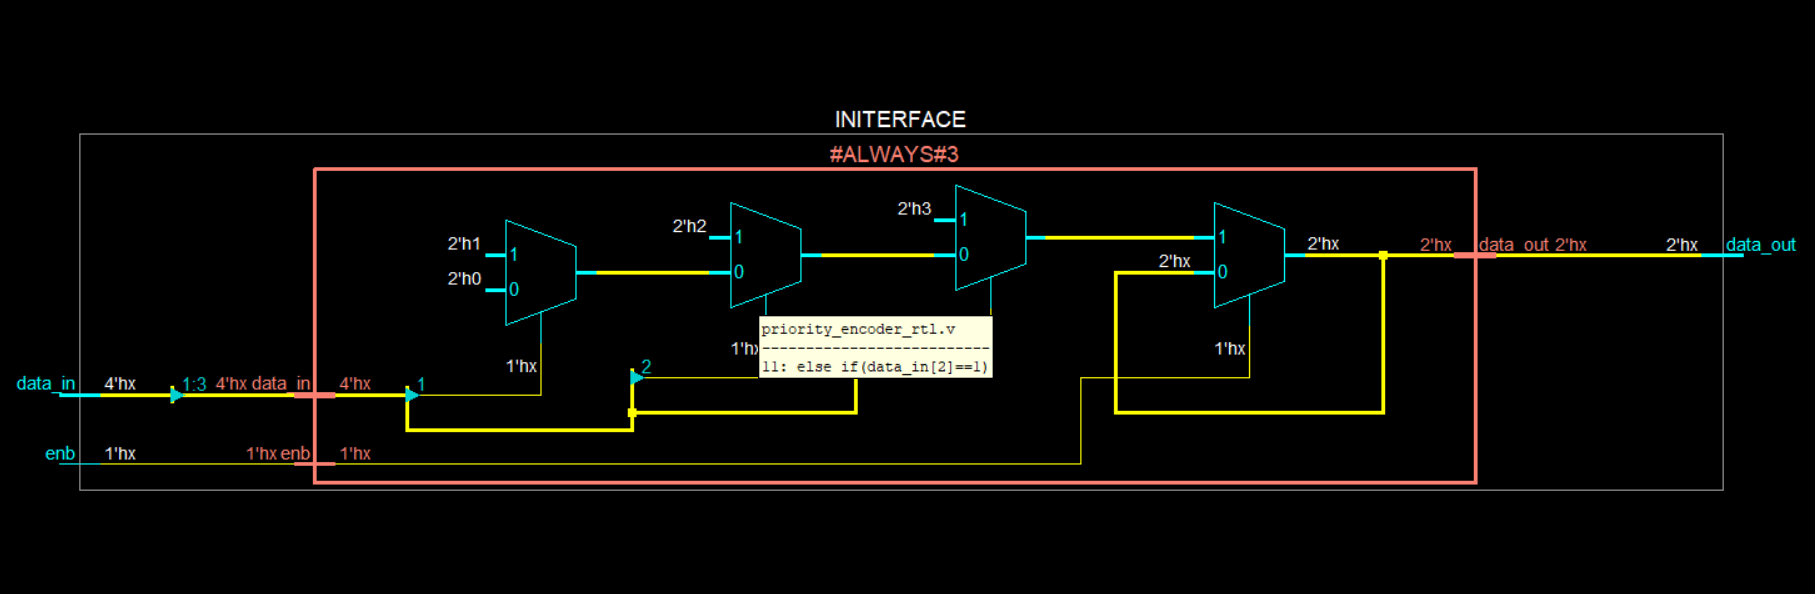 INITERFACE
#ALWAYS#3
2'h1
1
2'h0
0
1'hx
2'h2
1
0
1'hx
2'h3
1
0
1
2'hx
0
1'hx
2'hx
2'hx
data_out 2'hx
2'hx
data_out
priority_encoder_rtl.v
---------------------------
11: else if(data_in[2]==1)
data_in
4'hx
1:3
4'hx data_in
4'hx
1
2
enb
1'hx
1'hx enb
1'hx